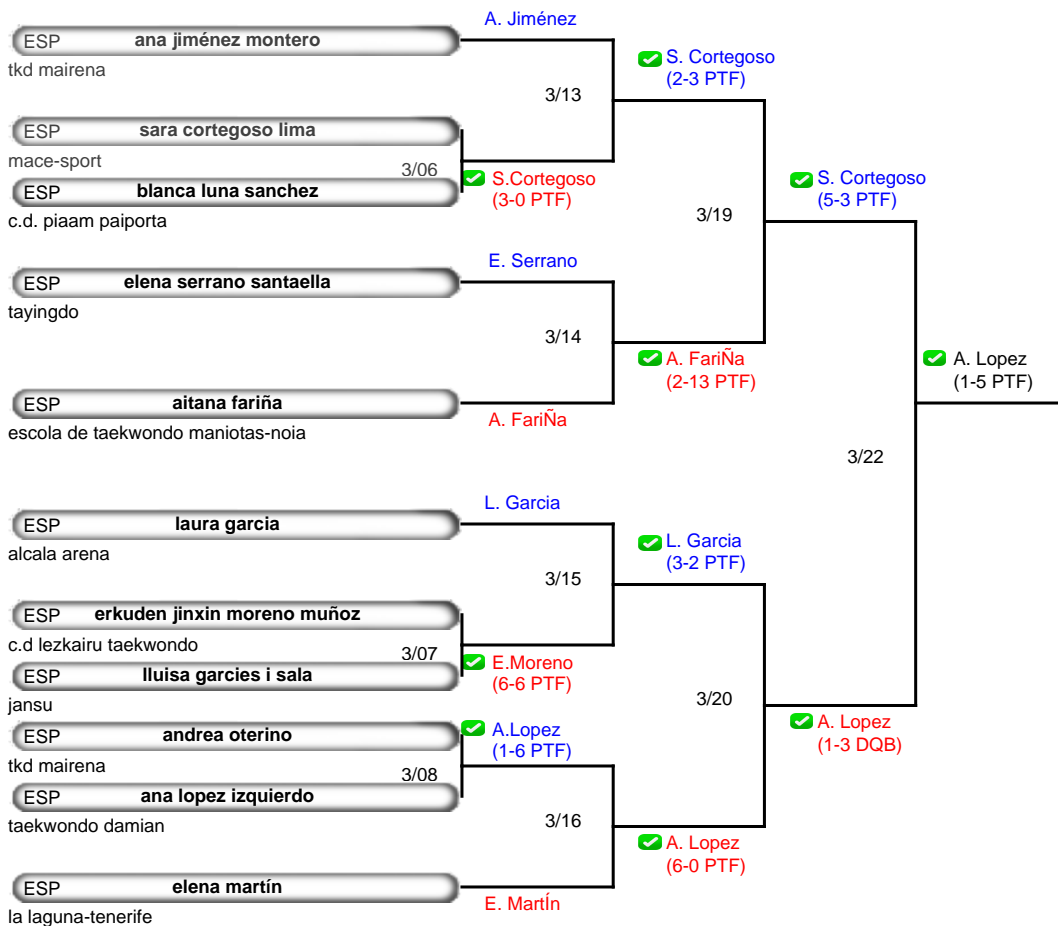 A. Jiménez
ESP ana jiménez montero
tkd mairena
S. Cortegoso
(2-3 PTF)
3/13
ESP sara cortegoso lima
mace-sport
3/06
S.Cortegoso
(3-0 PTF)
ESP blanca luna sanchez
c.d. piaam paiporta
S. Cortegoso
(5-3 PTF)
3/19
E. Serrano
ESP elena serrano santaella
tayingdo
3/14
A. FariÑa
(2-13 PTF)
A. Lopez
(1-5 PTF)
ESP aitana fariña
A. FariÑa
escola de taekwondo maniotas-noia
3/22
L. Garcia
ESP laura garcia
alcala arena
L. Garcia
(3-2 PTF)
3/15
ESP erkuden jinxin moreno muñoz
c.d lezkairu taekwondo
3/07
E.Moreno
(6-6 PTF)
ESP lluisa garcies i sala
jansu
3/20
A. Lopez
(1-3 DQB)
ESP andrea oterino
A.Lopez
(1-6 PTF)
tkd mairena
3/08
ESP ana lopez izquierdo
taekwondo damian
3/16
A. Lopez
(6-0 PTF)
ESP elena martín
E. MartÍn
la laguna-tenerife